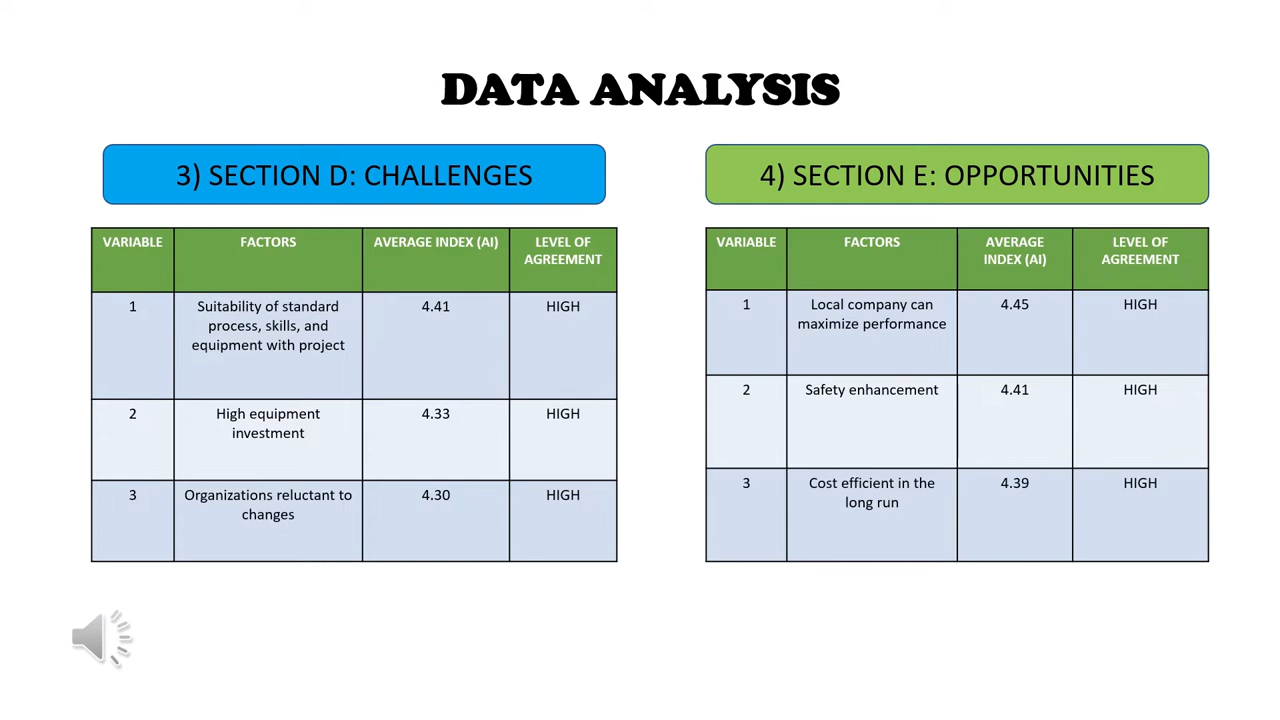 DATA ANALYSIS
3) SECTION D: CHALLENGES
VARIABLE FACTORS AVERAGE INDEX (AI) LEVEL OF
AGREEMENT
1 Suitability of standard 4.41 HIGH
process, skills, and
equipment with project
2 High equipment 4.33 HIGH
investment
3 Organizations reluctant to 4.30 HIGH
changes
4) SECTION E: OPPORTUNITIES
VARIABLE FACTORS AVERAGE LEVEL OF
INDEX (AI) AGREEMENT
1 Local company can 4.45 HIGH
maximize performance
2 Safety enhancement 4.41 HIGH
3 Cost efficient in the 4.39 HIGH
long run